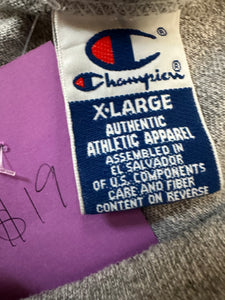 Champion
X-LARGE
AUTHENTIC
ATHLETIC APPAREL
ASSEMBLED IN
EL SALVADOR
OF U.S. COMPONENTS
CARE AND FIBER
CONTENT ON REVERSE
$19